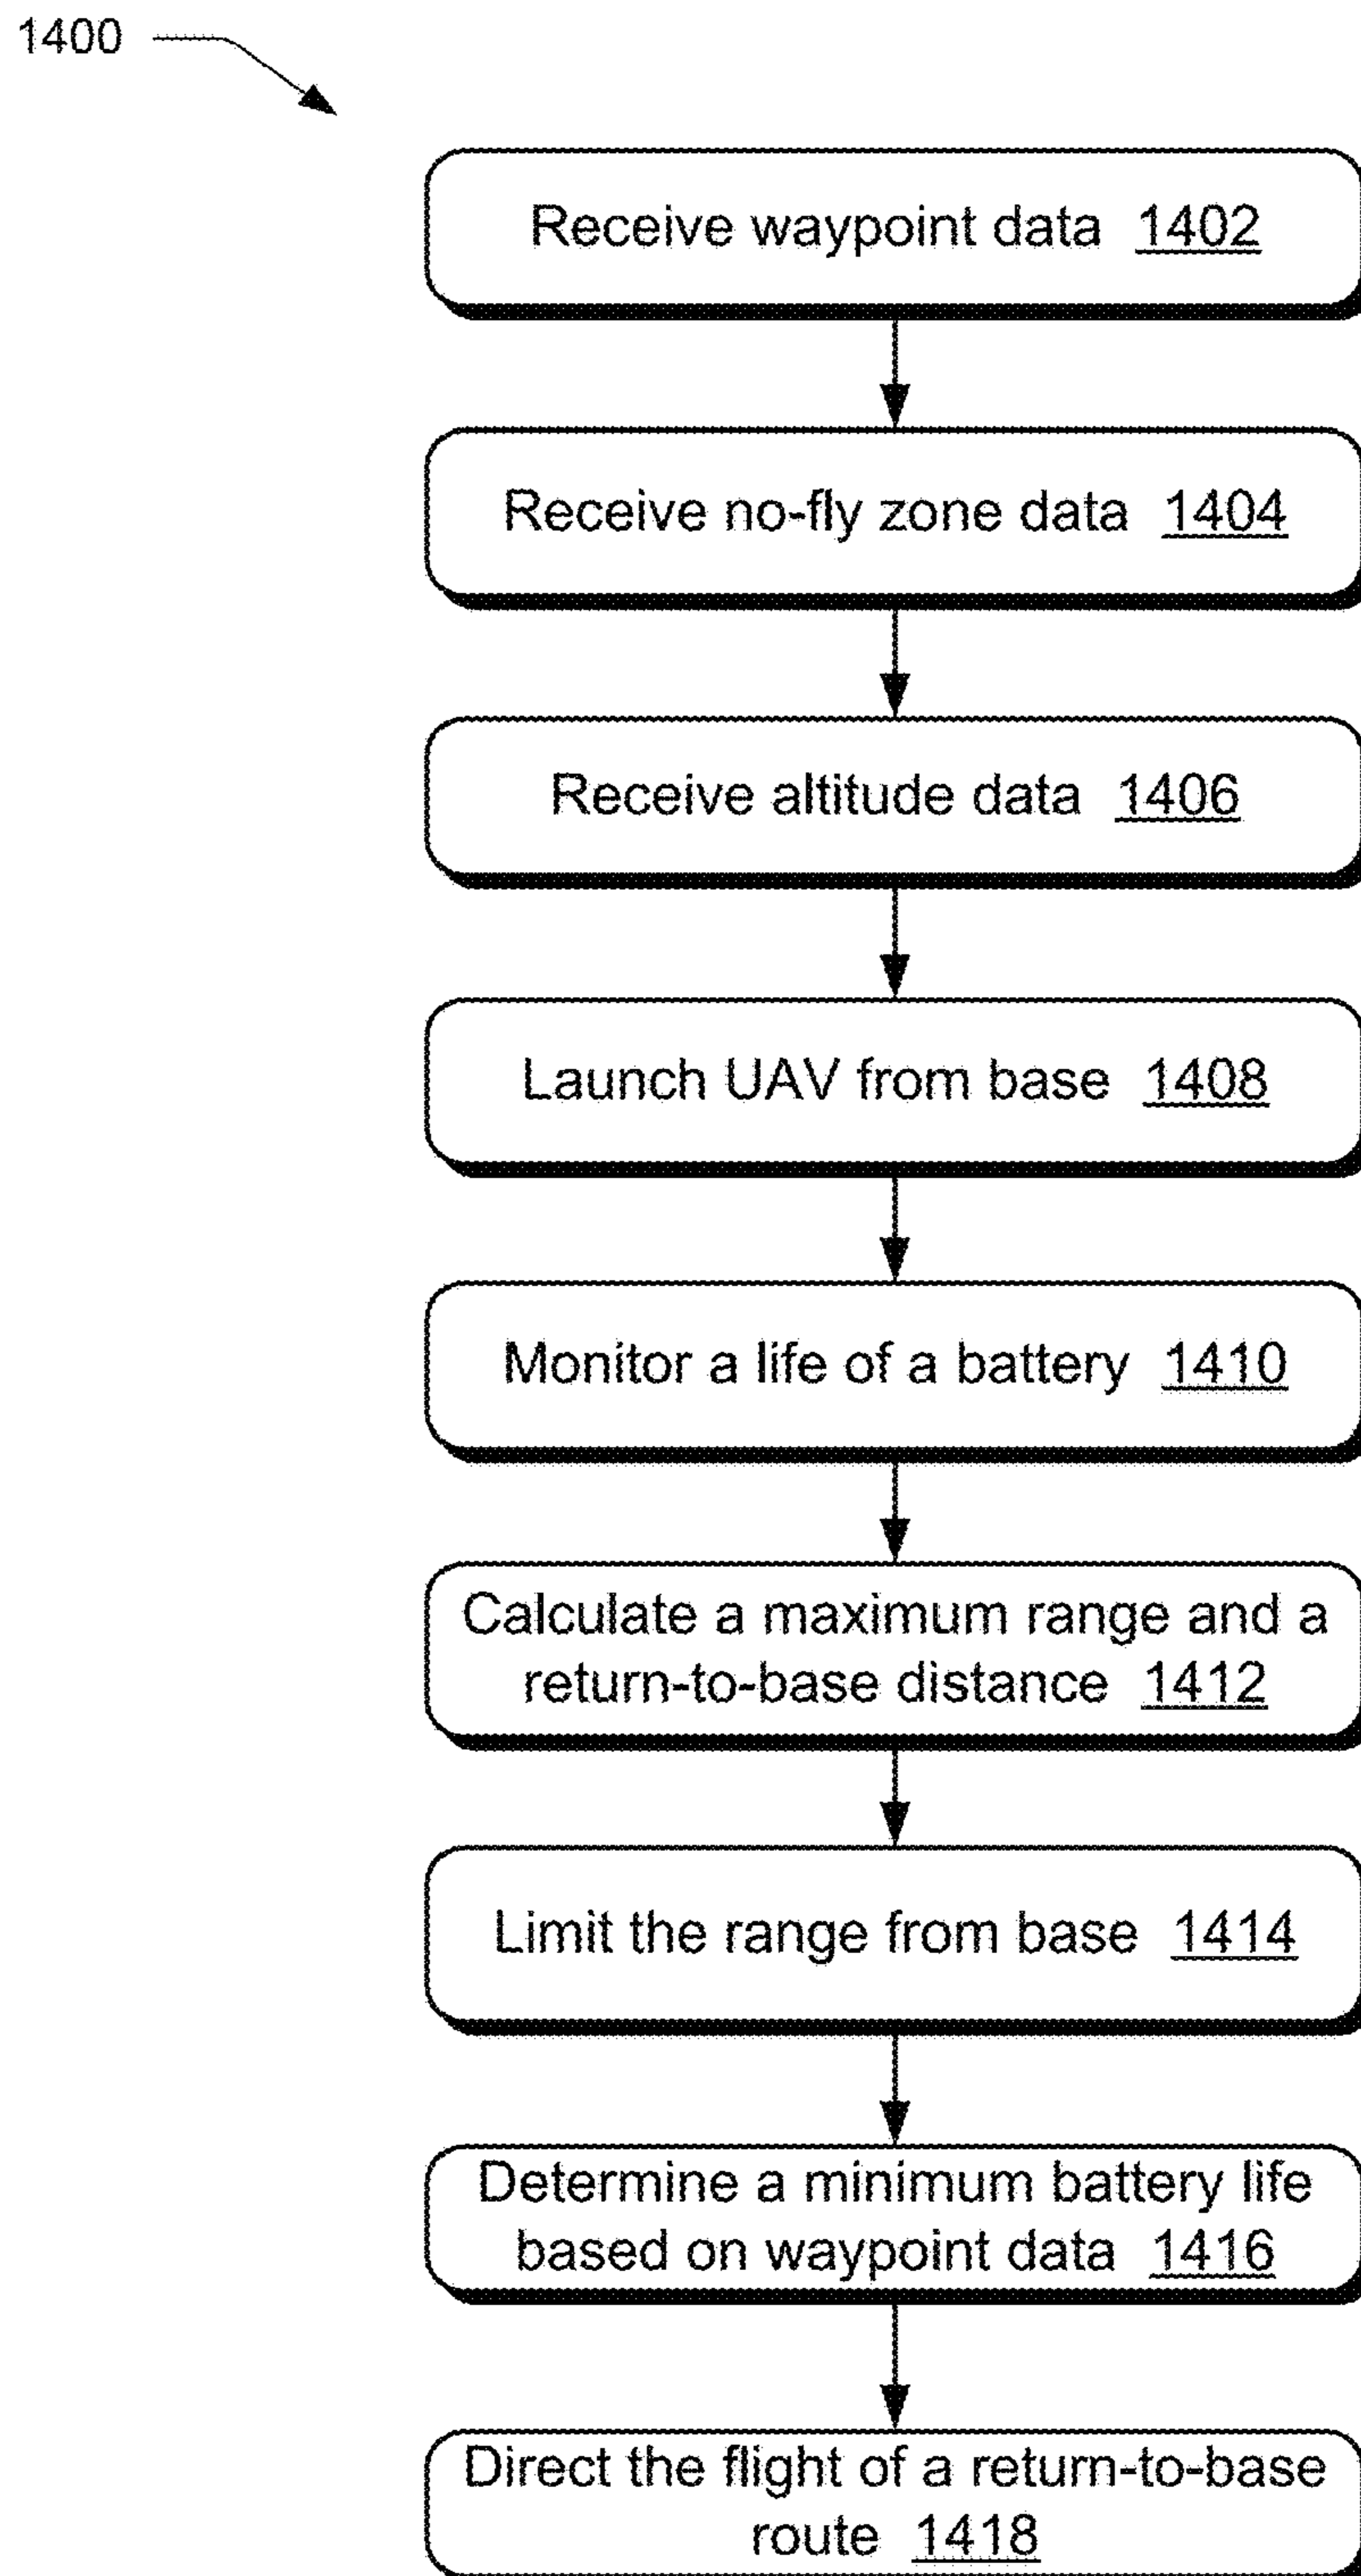 1400
Receive waypoint data 1402
Receive no-fly zone data 1404
Receive altitude data 1406
Launch UAV from base 1408
Monitor a life of a battery 1410
Calculate a maximum range and a
return-to-base distance 1412
Limit the range from base 1414
Determine a minimum battery life
based on waypoint data 1416
Direct the flight of a return-to-base
route 1418